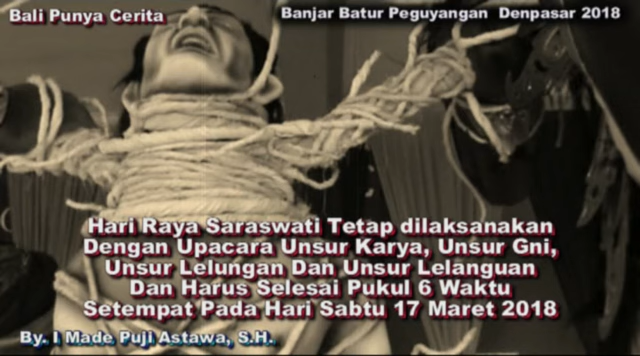 Bali Punya Cerita
Banjar Batur Peguyangan Denpasar 2018
Hari Raya Saraswati Tetap dilaksanakan
Dengan Upacara Unsur Karya, Unsur Gni,
Unsur Lelungan Dan Unsur Lelanguan
Dan Harus Selesai Pukul 6 Waktu
Setempat Pada Hari Sabtu 17 Maret 2018
By. I Made Puji Astawa, S.H.